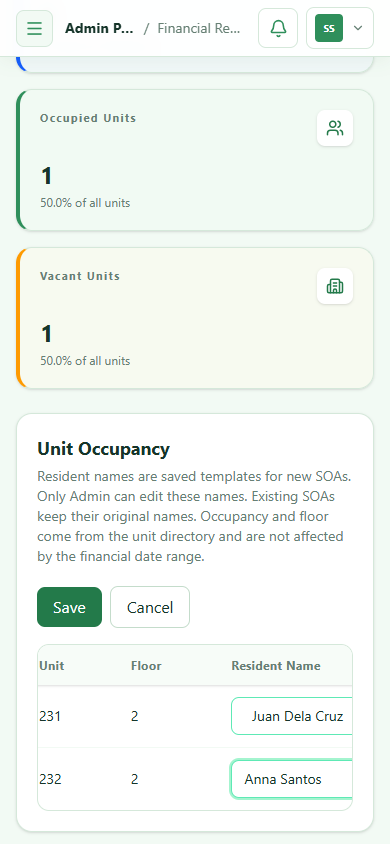 Admin P... / Financial Re... SS
Occupied Units
1
50.0% of all units
Vacant Units
1
50.0% of all units
Unit Occupancy
Resident names are saved templates for new SOAs.
Only Admin can edit these names. Existing SOAs
keep their original names. Occupancy and floor
come from the unit directory and are not affected
by the financial date range.
Save Cancel
Unit Floor Resident Name
231 2 Juan Dela Cruz
232 2 Anna Santos